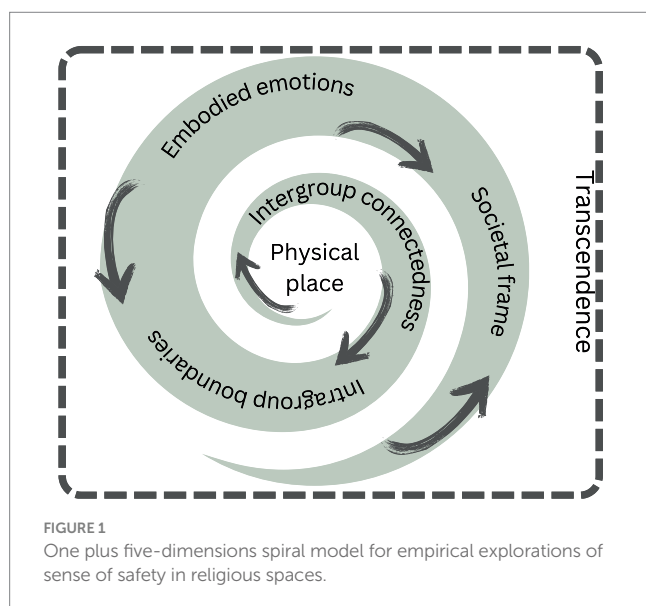 Embodied emotions
Societal frame
Transcendence
Intergroup connectedness
Physical
place
Intragroup boundaries
FIGURE 1
One plus five-dimensions spiral model for empirical explorations of
sense of safety in religious spaces.